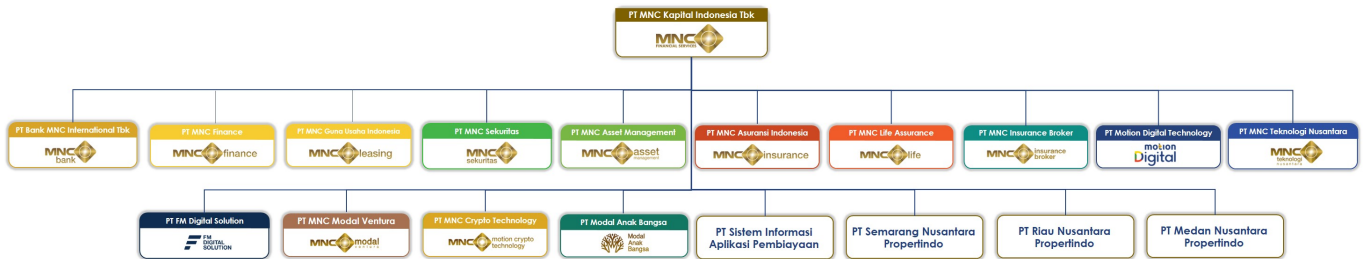 PT MNC Kapital Indonesia Tbk
MNC
FINANCIAL SERVICES
PT Bank MNC International Tbk
MNC
bank
PT MNC Finance
MNC finance
PT MNC Guna Usaha Indonesia
MNC leasing
PT MNC Sekuritas
MNC
sekuritas
PT MNC Asset Management
MNC asset
management
PT MNC Asuransi Indonesia
MNC insurance
PT MNC Life Assurance
MNC life
PT MNC Insurance Broker
MNC insurance
broker
PT Motion Digital Technology
motion
Digital
PT MNC Teknologi Nusantara
MNC
teknologi
nusantara
PT FM Digital Solution
FM
DIGITAL
SOLUTION
PT MNC Modal Ventura
MNC modal
ventura
PT MNC Crypto Technology
MNC motion crypto
technology
PT Modal Anak Bangsa
Modal
Anak
Bangsa
PT Sistem Informasi
Aplikasi Pembiayaan
PT Semarang Nusantara
Propertindo
PT Riau Nusantara
Propertindo
PT Medan Nusantara
Propertindo